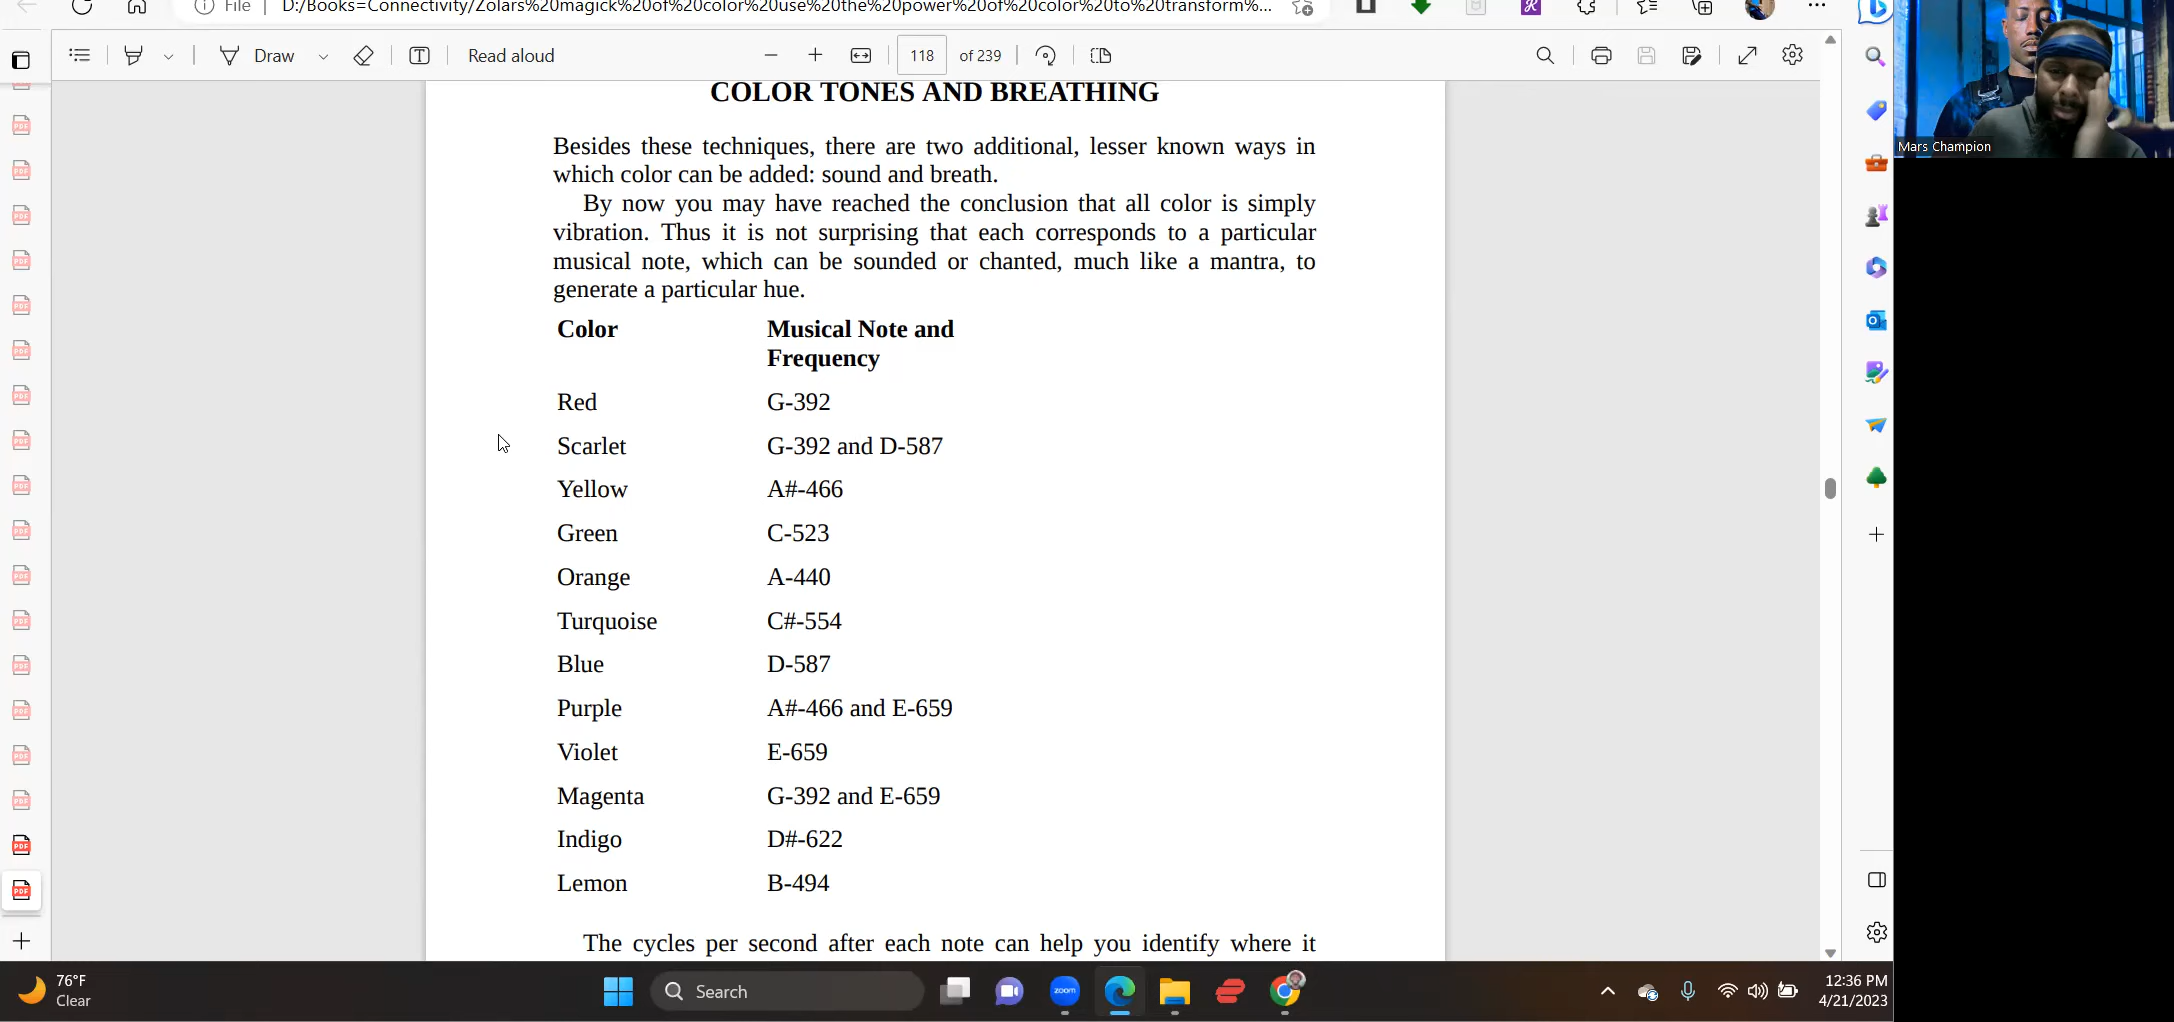 File
D:/Books=Connectivity/Zolars%20magick%20of%20color%20use%20the%20power%20of%20color%20to%20transform%...
Draw
Read aloud
118 of 239
COLOR TONES AND BREATHING
Besides these techniques, there are two additional, lesser known ways in
which color can be added: sound and breath.
By now you may have reached the conclusion that all color is simply
vibration. Thus it is not surprising that each corresponds to a particular
musical note, which can be sounded or chanted, much like a mantra, to
generate a particular hue.
Color Musical Note and
Frequency
Red G-392
Scarlet G-392 and D-587
Yellow A#-466
Green C-523
Orange A-440
Turquoise C#-554
Blue D-587
Purple A#-466 and E-659
Violet E-659
Magenta G-392 and E-659
Indigo D#-622
Lemon B-494
The cycles per second after each note can help you identify where it
Mars Champion
76°F
Clear
Search
zoom
12:36 PM
4/21/2023